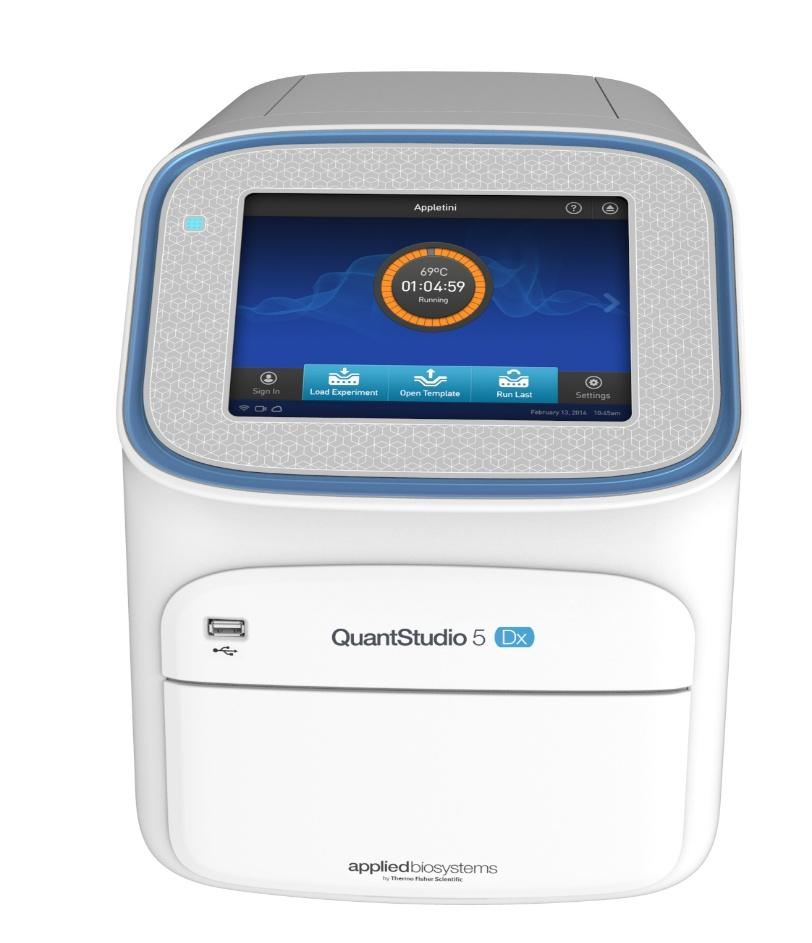 Appletini
?
69°C
01:04:59
Running
Sign In
Load Experiment
Open Template
Run Last
Settings
February 13, 2014 10:45am
QuantStudio 5 Dx
appliedbiosystems
by Thermo Fisher Scientific